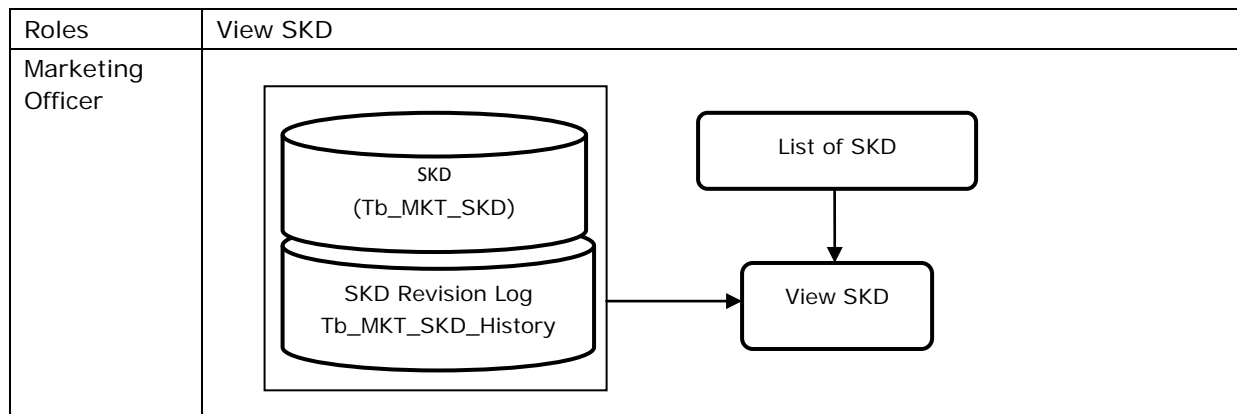 Roles
View SKD
Marketing
Officer
SKD
(Tb_MKT_SKD)
SKD Revision Log
Tb_MKT_SKD_History
List of SKD
View SKD